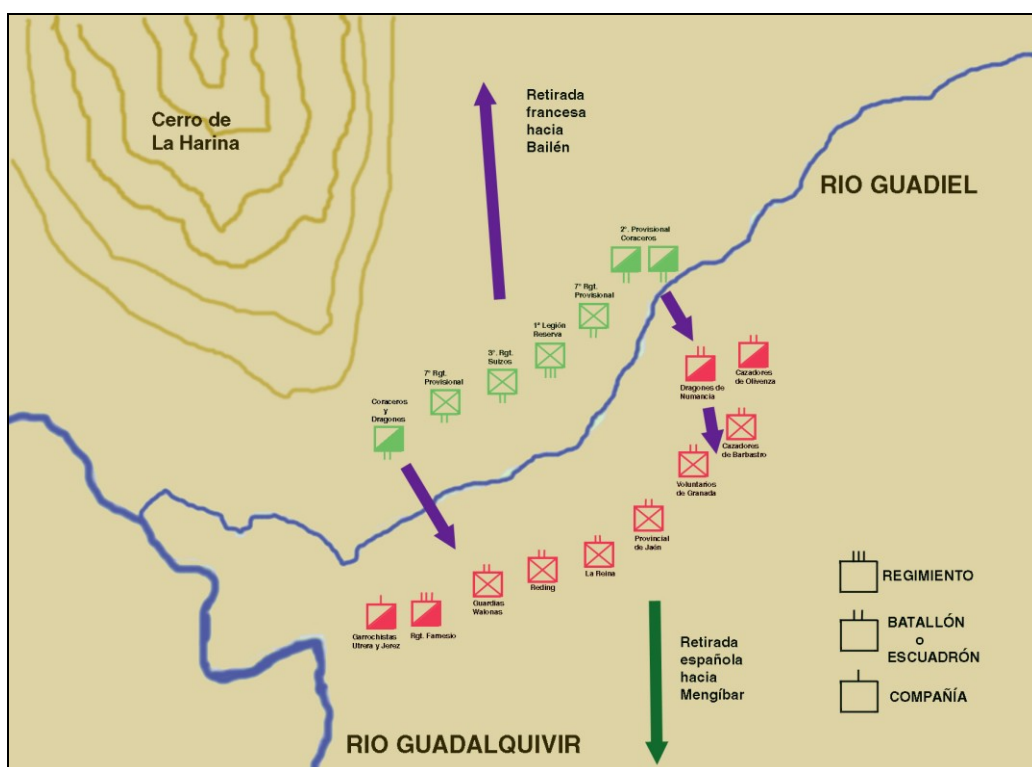 Cerro de
La Harina
Retirada
francesa
hacia
Bailén
RIO GUADIEL
2º. Provisional
Coraceros
7º Rgt.
Provisional
1ª Legión
Reserva
3º. Rgt.
Suizos
7º Rgt.
Provisional
Coraceros
y
Dragones
Dragones de
Numancia
Cazadores
de Olivenza
Cazadores
de Barbastro
Voluntarios
de Granada
Provincial
de Jaén
La Reina
Reding
Guardias
Walonas
Rgt. Farnesio
Garrochistas
Utrera y Jerez
REGIMIENTO
BATALLÓN
o
ESCUADRÓN
COMPAÑÍA
Retirada
española
hacia
Mengíbar
RIO GUADALQUIVIR